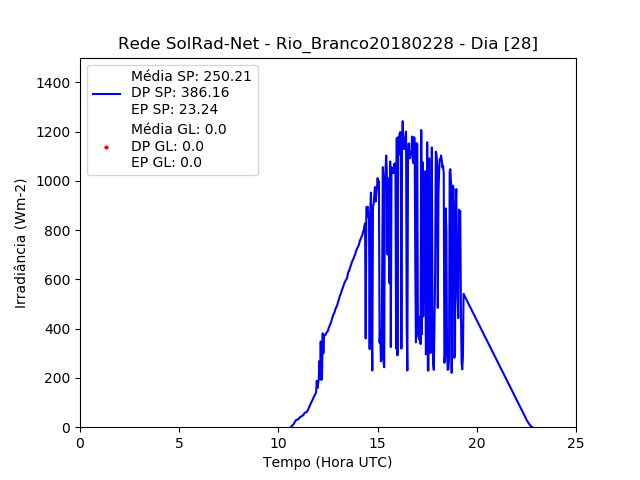 Rede SolRad-Net - Rio_Branco20180228 - Dia [28]
Média SP: 250.21
DP SP: 386.16
EP SP: 23.24
Média GL: 0.0
DP GL: 0.0
EP GL: 0.0
Irradiância (Wm-2)
1400
1200
1000
800
600
400
200
0
0 5 10 15 20 25
Tempo (Hora UTC)